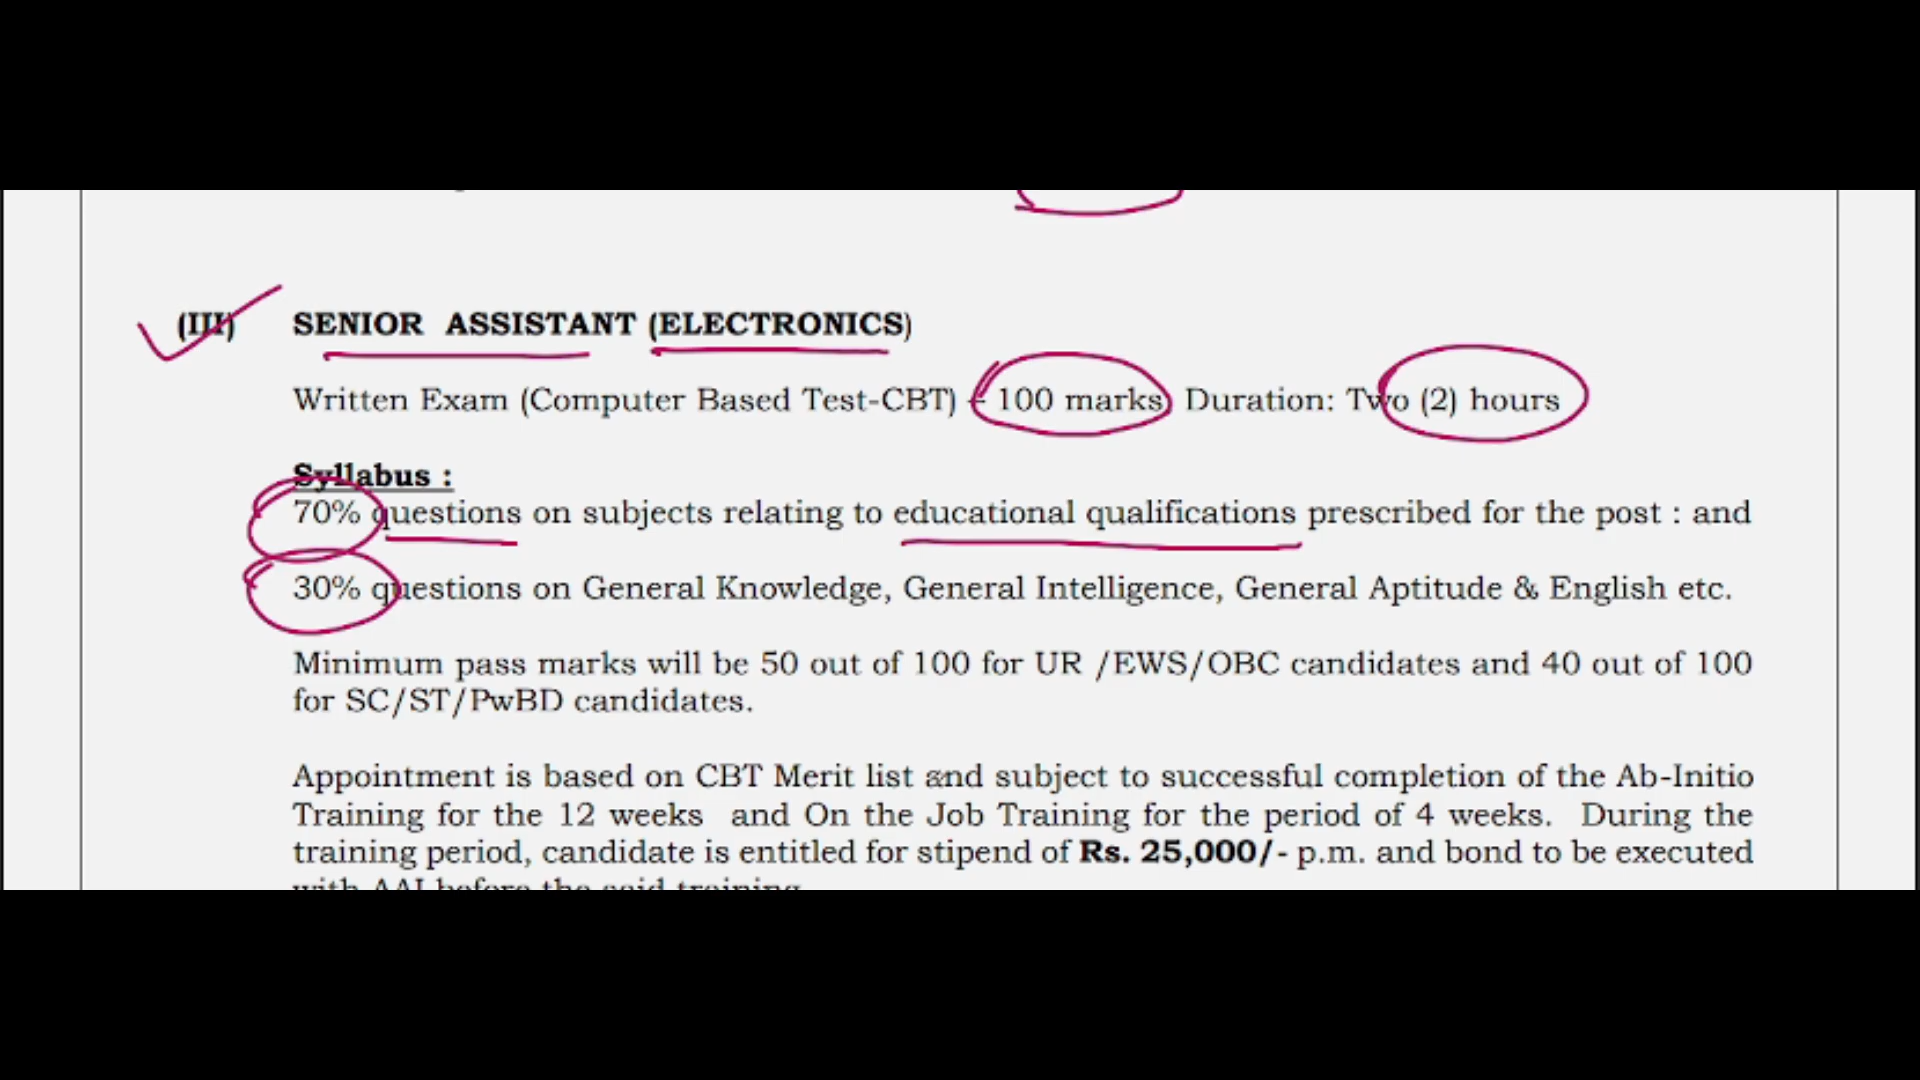 (III) SENIOR ASSISTANT (ELECTRONICS)
Written Exam (Computer Based Test-CBT) - 100 marks Duration: Two (2) hours
Syllabus :
70% questions on subjects relating to educational qualifications prescribed for the post : and
30% questions on General Knowledge, General Intelligence, General Aptitude & English etc.
Minimum pass marks will be 50 out of 100 for UR /EWS/OBC candidates and 40 out of 100
for SC/ST/PwBD candidates.
Appointment is based on CBT Merit list and subject to successful completion of the Ab-Initio
Training for the 12 weeks and On the Job Training for the period of 4 weeks. During the
training period, candidate is entitled for stipend of Rs. 25,000/- p.m. and bond to be executed
with AAI before the said training.